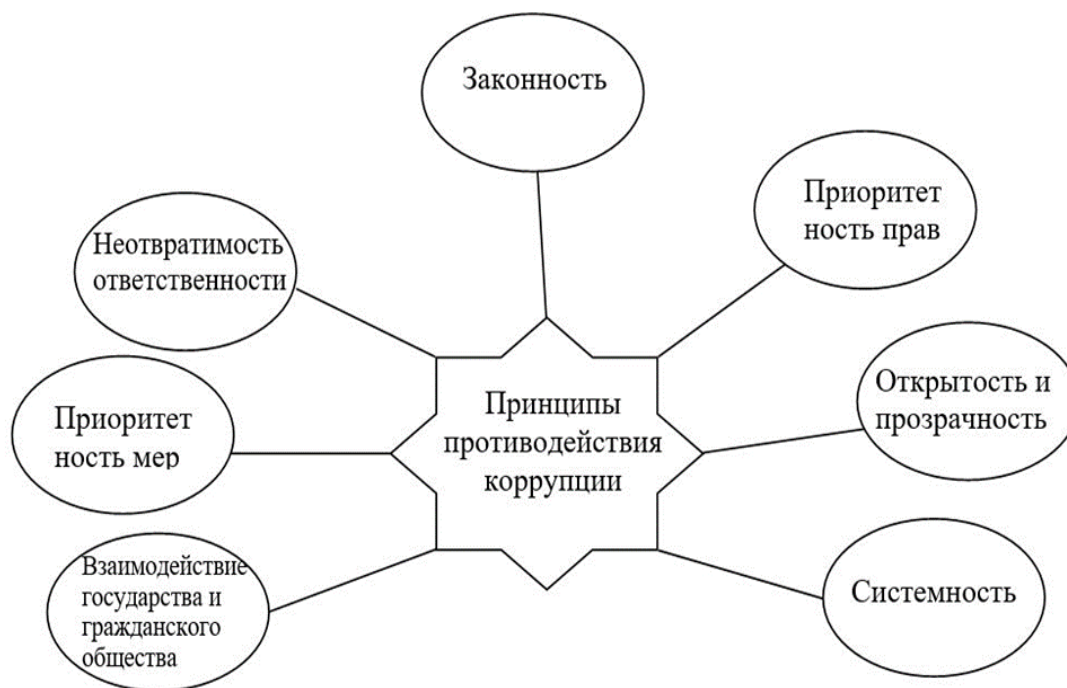 Законность
Приоритет
ность прав
Неотвратимость
ответственности
Открытость и
прозрачность
Приоритет
ность мер
Принципы
противодействия
коррупции
Взаимодействие
государства и
гражданского
общества
Системность